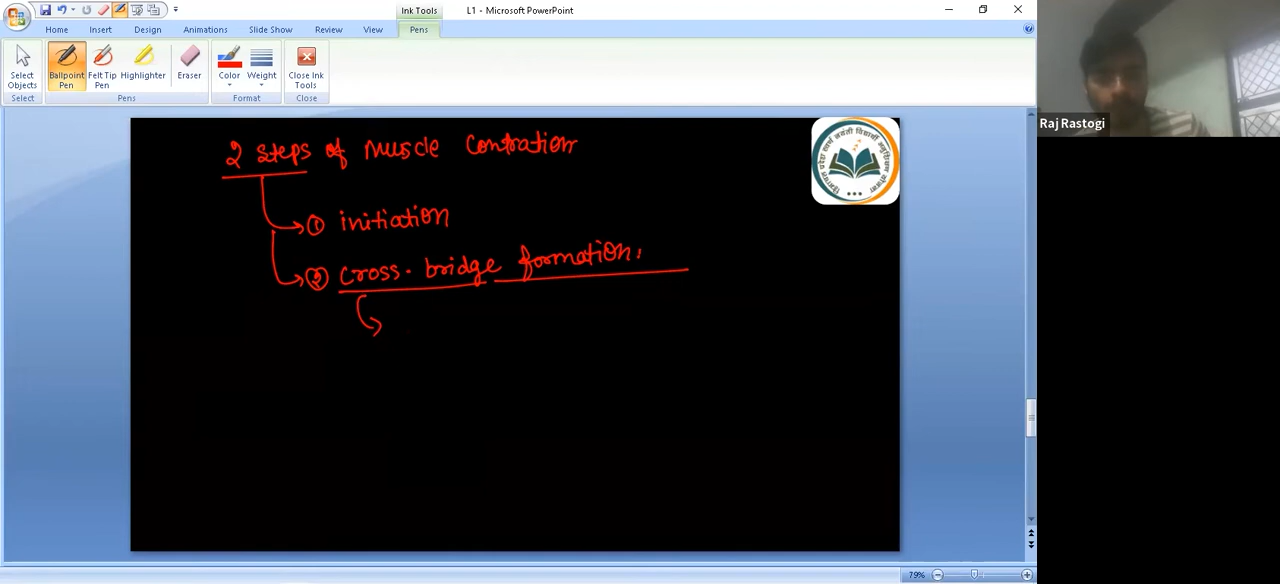 Ink Tools
L1 - Microsoft PowerPoint
Home Insert Design Animations Slide Show Review View Pens
Select Objects
Ballpoint Pen
Felt Tip Pen
Highlighter
Eraser
Color
Weight
Close Ink Tools
Select Pens Format Close
Raj Rastogi
2 steps of Muscle Contration
① initiation
② cross-bridge formation.
79%